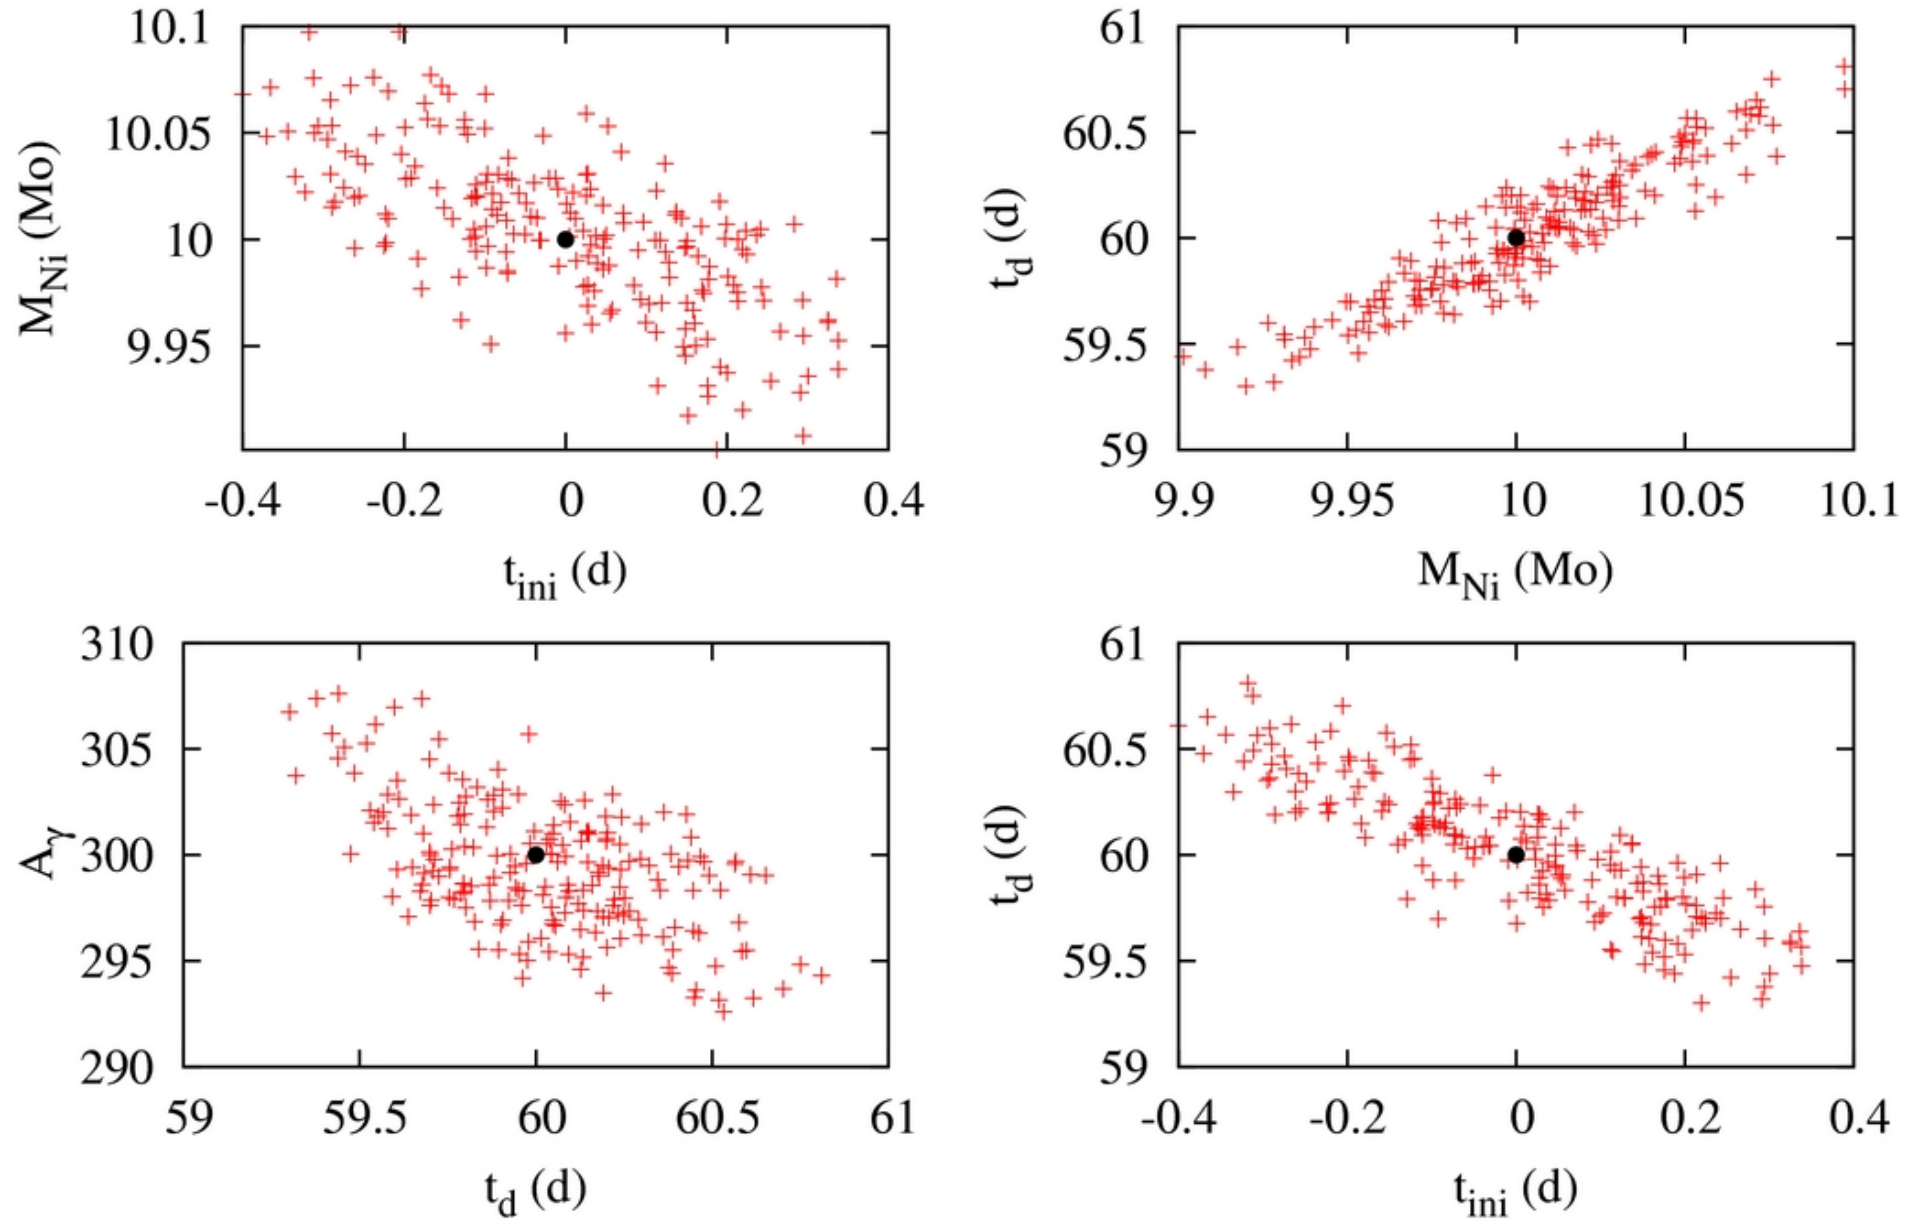 10.1
10.05
10
9.95
M_Ni (Mo)
-0.4 -0.2 0 0.2 0.4
t_ini (d)
61
60.5
60
59.5
59
t_d (d)
9.9 9.95 10 10.05 10.1
M_Ni (Mo)
310
305
300
295
290
A_γ
59 59.5 60 60.5 61
t_d (d)
61
60.5
60
59.5
59
t_d (d)
-0.4 -0.2 0 0.2 0.4
t_ini (d)